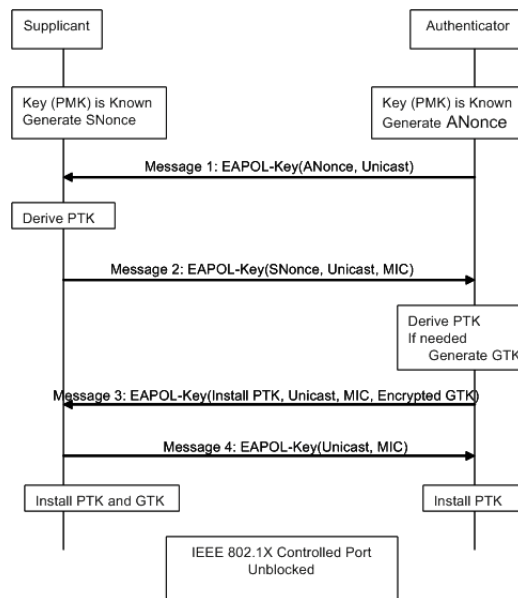 Supplicant
Authenticator
Key (PMK) is Known
Generate SNonce
Key (PMK) is Known
Generate ANonce
Message 1: EAPOL-Key(ANonce, Unicast)
Derive PTK
Message 2: EAPOL-Key(SNonce, Unicast, MIC)
Derive PTK
If needed
Generate GTK
Message 3: EAPOL-Key(Install PTK, Unicast, MIC, Encrypted GTK)
Message 4: EAPOL-Key(Unicast, MIC)
Install PTK and GTK
Install PTK
IEEE 802.1X Controlled Port
Unblocked